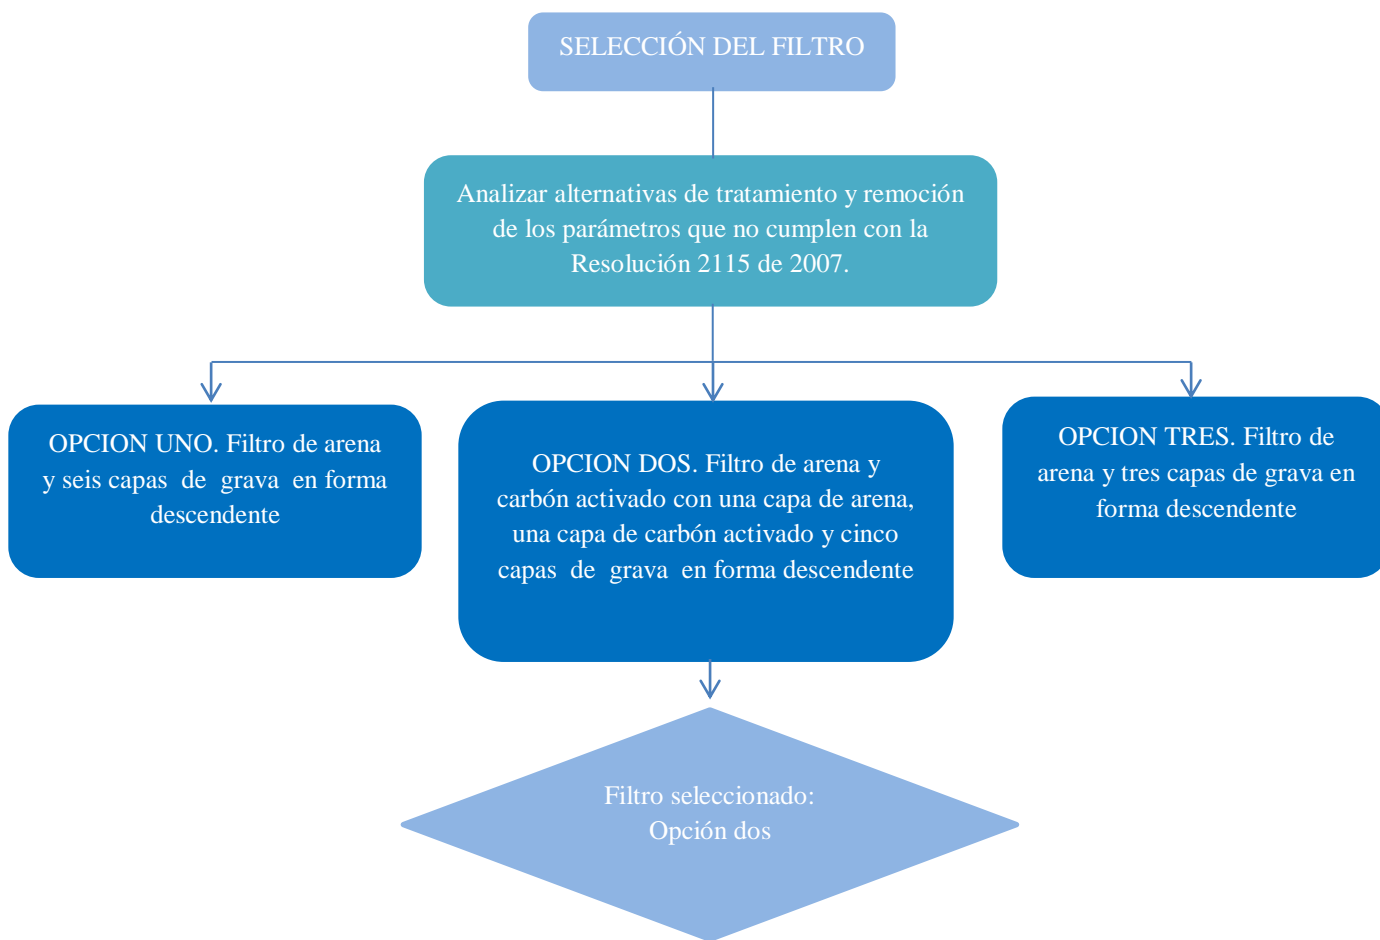 SELECCIÓN DEL FILTRO
Analizar alternativas de tratamiento y remoción
de los parámetros que no cumplen con la
Resolución 2115 de 2007.
OPCION UNO. Filtro de arena
y seis capas de grava en forma
descendente
OPCION DOS. Filtro de arena y
carbón activado con una capa de arena,
una capa de carbón activado y cinco
capas de grava en forma descendente
OPCION TRES. Filtro de
arena y tres capas de grava en
forma descendente
Filtro seleccionado:
Opción dos